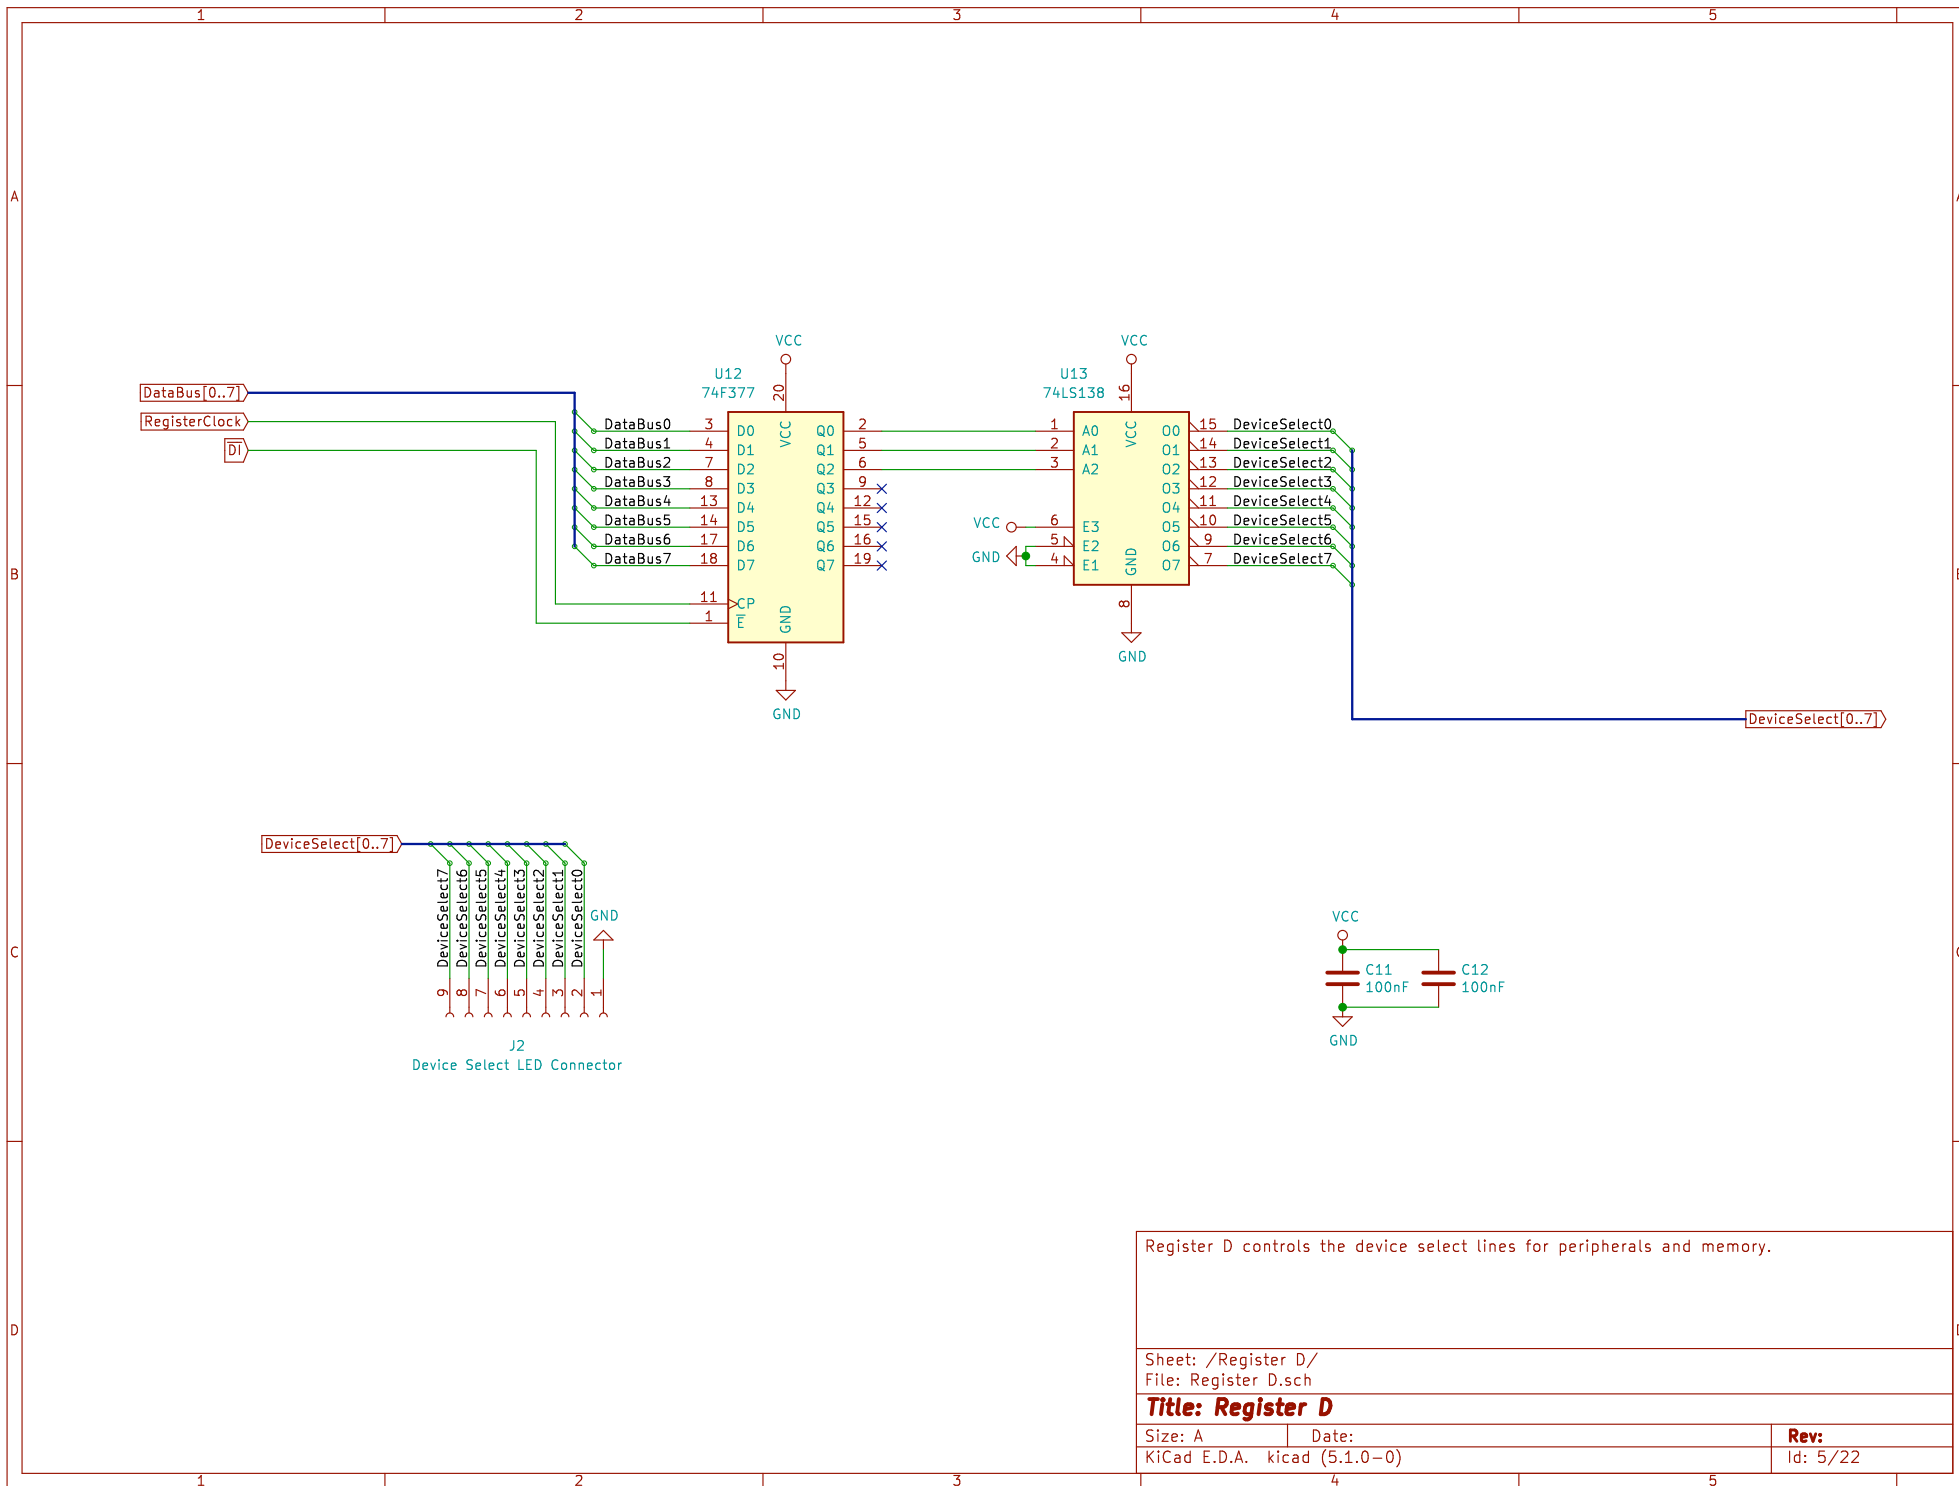 1 2 3 4 5
A A
B B
C C
D D
DataBus[0..7]
RegisterClock
DI
U12
74F377
VCC
20
DataBus0 3 D0 VCC Q0 2
DataBus1 4 D1 Q1 5
DataBus2 7 D2 Q2 6
DataBus3 8 D3 Q3 9
DataBus4 13 D4 Q4 12
DataBus5 14 D5 Q5 15
DataBus6 17 D6 Q6 16
DataBus7 18 D7 Q7 19
11 CP GND
1 E
10
GND
U13
74LS138
VCC
16
1 A0 VCC O0 15 DeviceSelect0
2 A1 O1 14 DeviceSelect1
3 A2 O2 13 DeviceSelect2
O3 12 DeviceSelect3
O4 11 DeviceSelect4
VCC 6 E3 O5 10 DeviceSelect5
5 E2 GND O6 9 DeviceSelect6
GND 4 E1 O7 7 DeviceSelect7
8
GND
DeviceSelect[0..7]
DeviceSelect[0..7]
DeviceSelect7
DeviceSelect6
DeviceSelect5
DeviceSelect4
DeviceSelect3
DeviceSelect2
DeviceSelect1
DeviceSelect0
GND
9 8 7 6 5 4 3 2 1
J2
Device Select LED Connector
VCC
C11
100nF
C12
100nF
GND
Register D controls the device select lines for peripherals and memory.
Sheet: /Register D/
File: Register D.sch
Title: Register D
Size: A Date: Rev:
KiCad E.D.A. kicad (5.1.0-0) Id: 5/22
1 2 3 4 5